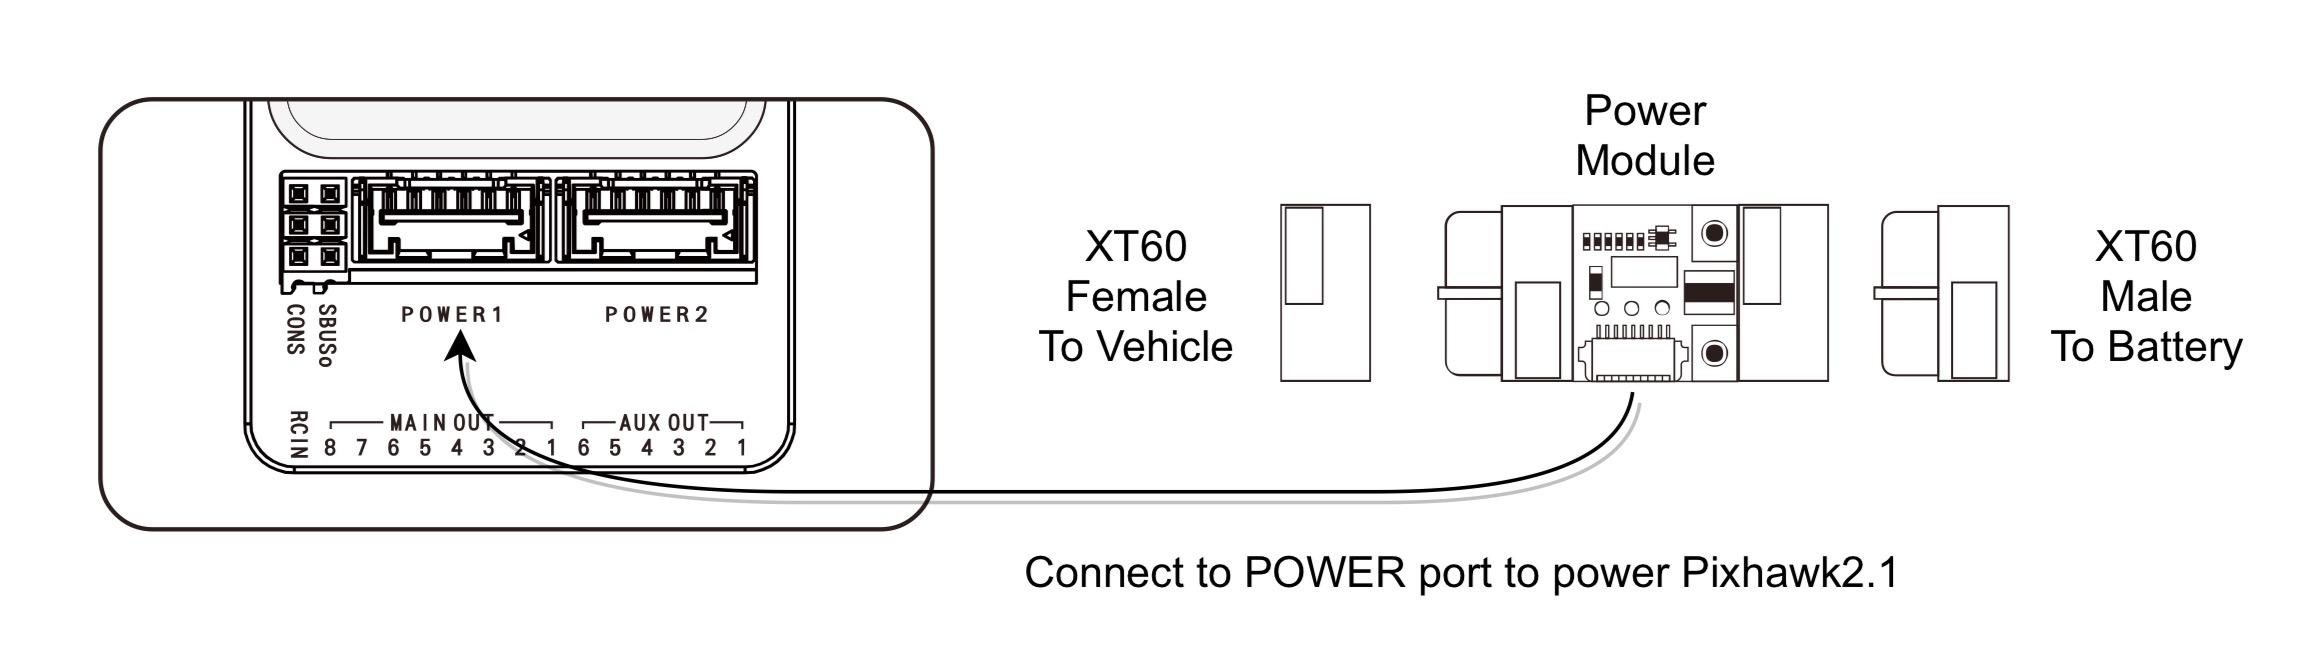 POWER1
POWER2
CONS
SBUSo
RCIN
MAIN OUT
AUX OUT
8 7 6 5 4 3 2 1
6 5 4 3 2 1
XT60
Female
To Vehicle
Power
Module
XT60
Male
To Battery
Connect to POWER port to power Pixhawk2.1